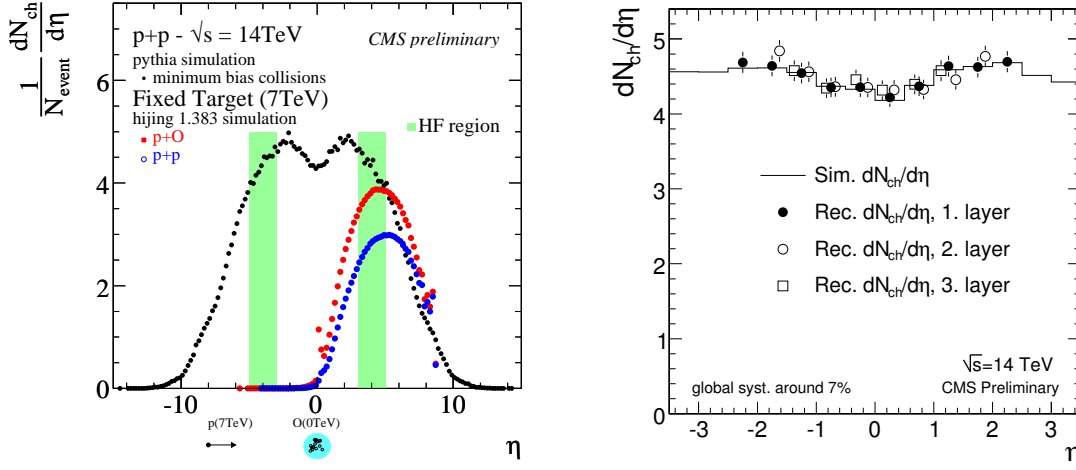 1 dN_ch
N_event dη
p+p - √s = 14TeV
CMS preliminary
pythia simulation
minimum bias collisions
Fixed Target (7TeV)
hijing 1.383 simulation
p+O
p+p
HF region
6
4
2
0
-10 0 10
p(7TeV) O(0TeV)
η
dN_ch/dη
5
4
3
2
1
0
Sim. dN_ch/dη
Rec. dN_ch/dη, 1. layer
Rec. dN_ch/dη, 2. layer
Rec. dN_ch/dη, 3. layer
√s=14 TeV
global syst. around 7% CMS Preliminary
-3 -2 -1 0 1 2 3
η